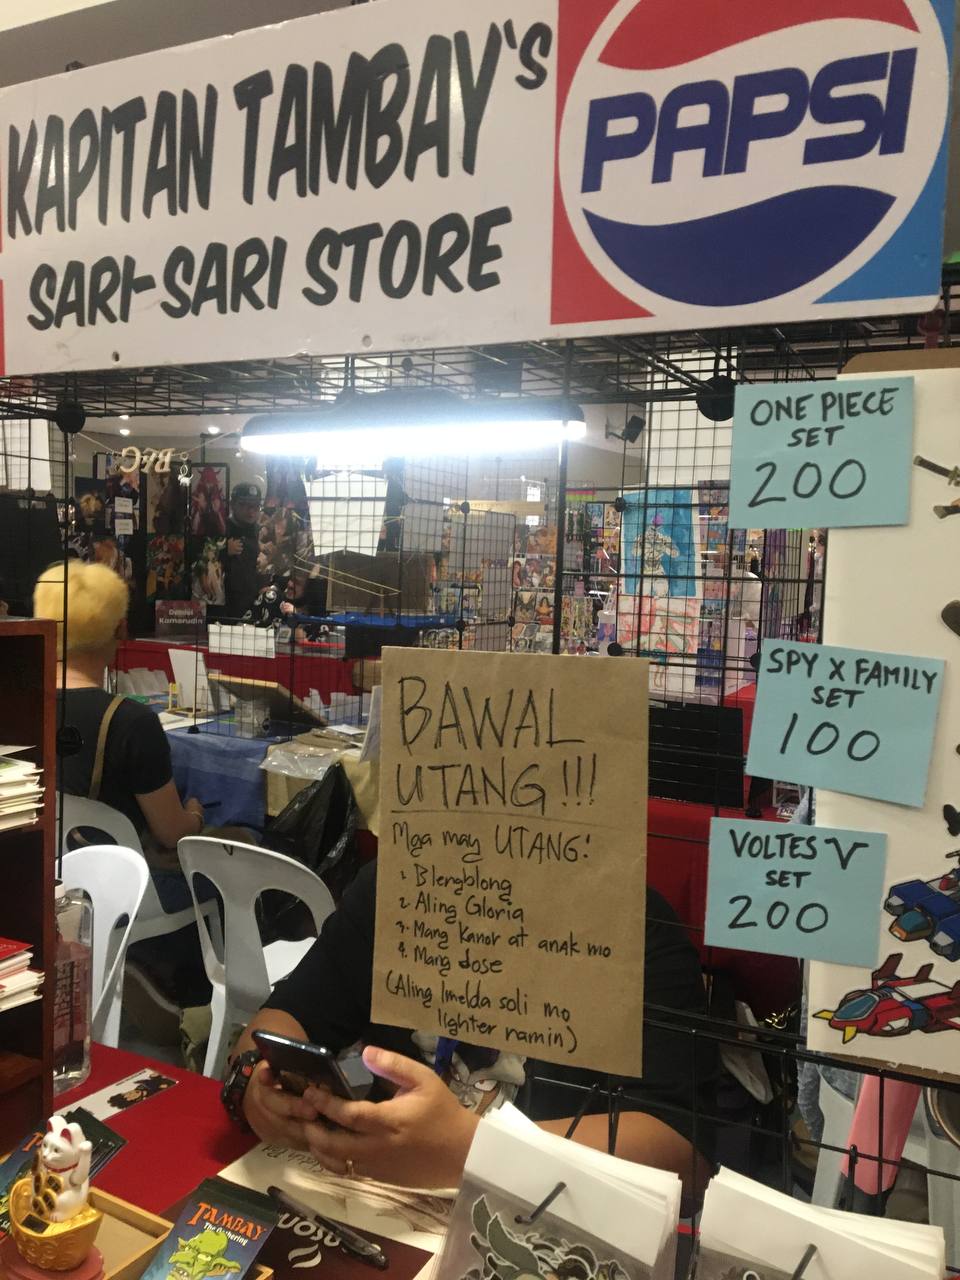 KAPITAN TAMBAY'S
SARI-SARI STORE
PAPSI
ONE PIECE
SET
200
SPY X FAMILY
SET
100
VOLTES V
SET
200
BAWAL
UTANG!!!
Mga may UTANG:
1. Blengblong
2. Aling Gloria
3. Mang Kanor at anak mo
4. Mang Jose
(Aling Imelda soli mo
lighter namin)
Daniel
Kamarudin
TAMBAY
The Gathering